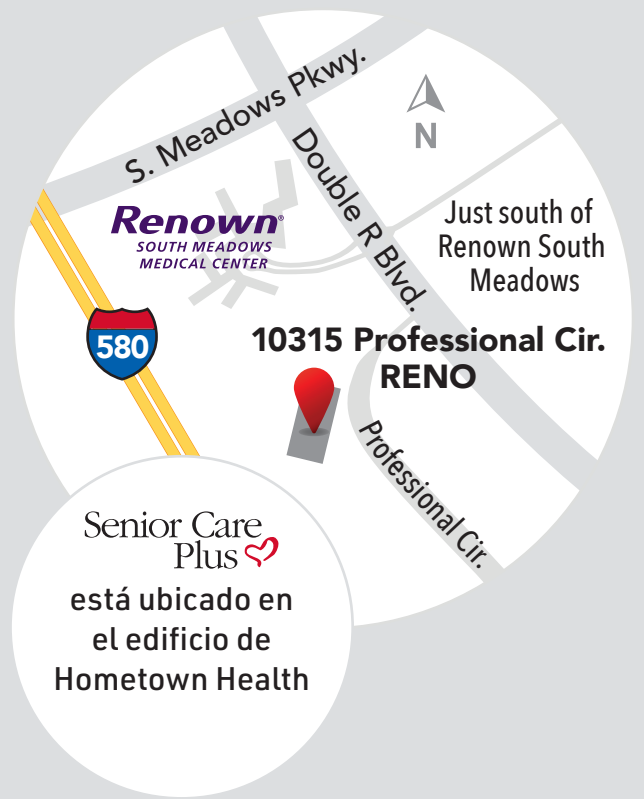 S. Meadows Pkwy.
N
Double R Blvd.
Renown®
SOUTH MEADOWS
MEDICAL CENTER
Just south of
Renown South
Meadows
580
10315 Professional Cir.
RENO
Professional Cir.
Senior Care
Plus
está ubicado en
el edificio de
Hometown Health